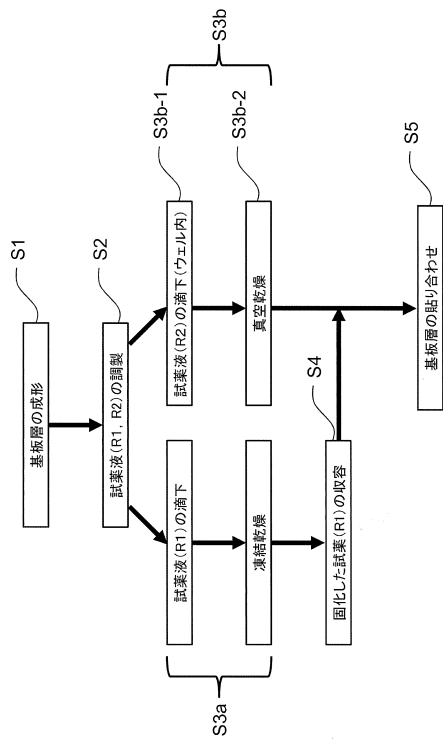 S1
基板層の成形
S2
試薬液(R1, R2)の調製
S3a
試薬液(R1)の滴下
凍結乾燥
S3b
S3b-1
試薬液(R2)の滴下(ウェル内)
S3b-2
真空乾燥
S4
固化した試薬(R1)の収容
S5
基板層の貼り合わせ